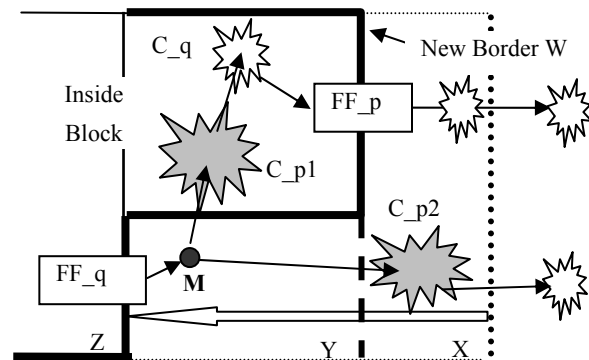 C_q
New Border W
Inside
Block
FF_p
C_p1
C_p2
FF_q
M
Z
Y
X